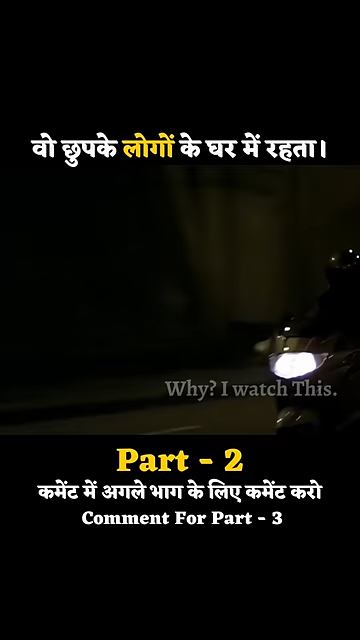 वो छुपके लोगों के घर में रहता।
Why? I watch This.
Part - 2
कमेंट में अगले भाग के लिए कमेंट करो
Comment For Part - 3